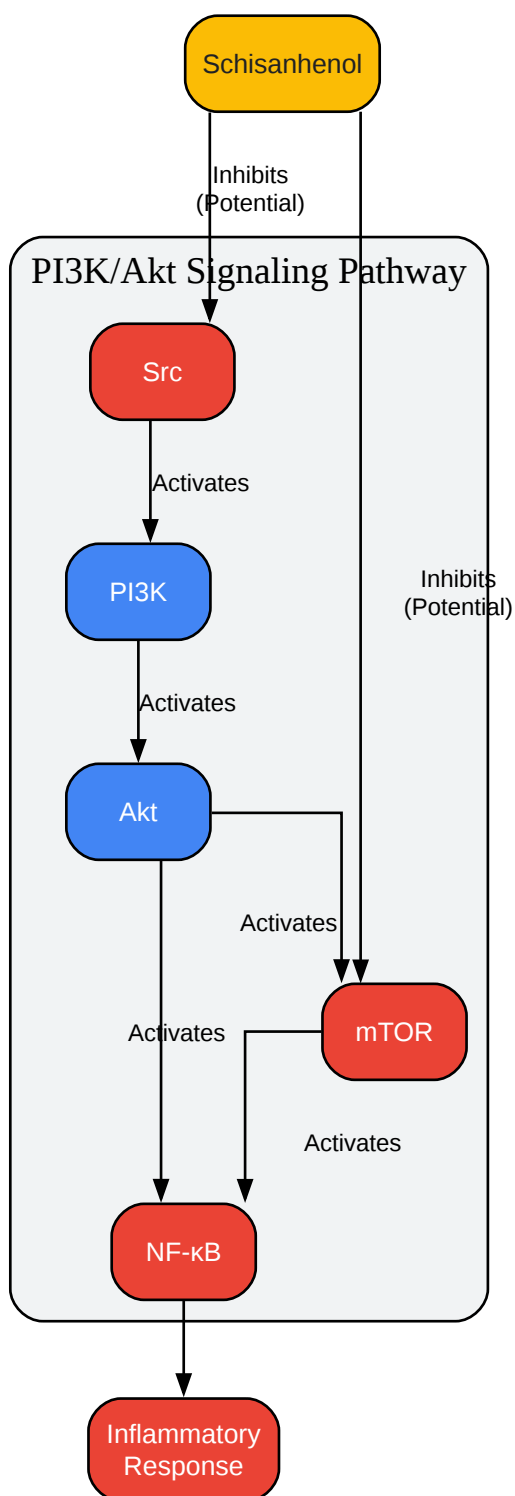 Schisanhenol
Inhibits
(Potential)
PI3K/Akt Signaling Pathway
Src
Activates
PI3K
Inhibits
(Potential)
Activates
Akt
Activates
mTOR
Activates
Activates
NF-κB
Inflammatory
Response